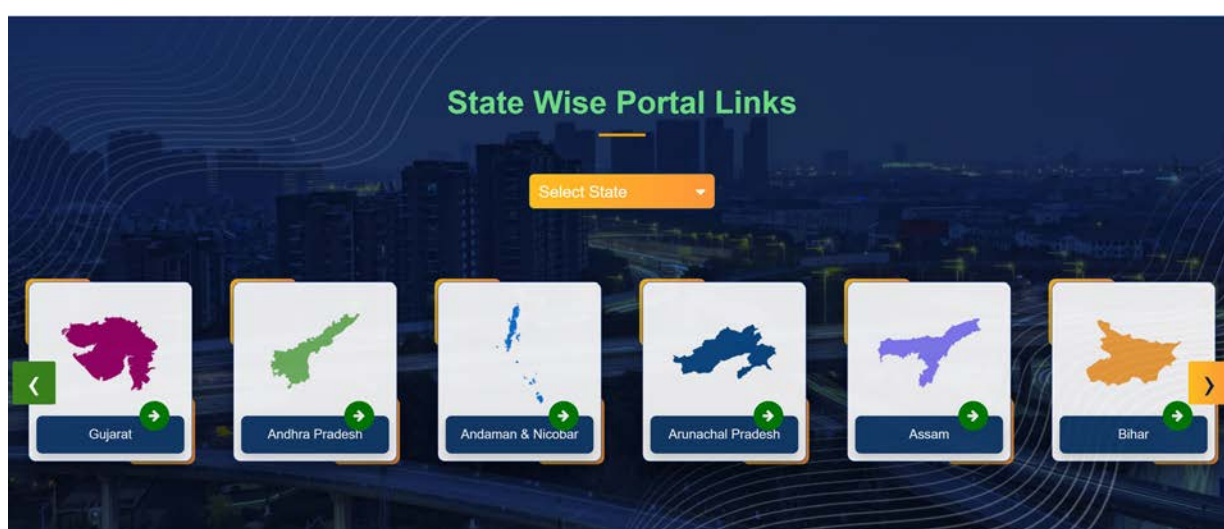 State Wise Portal Links
Select State
Gujarat
Andhra Pradesh
Andaman & Nicobar
Arunachal Pradesh
Assam
Bihar